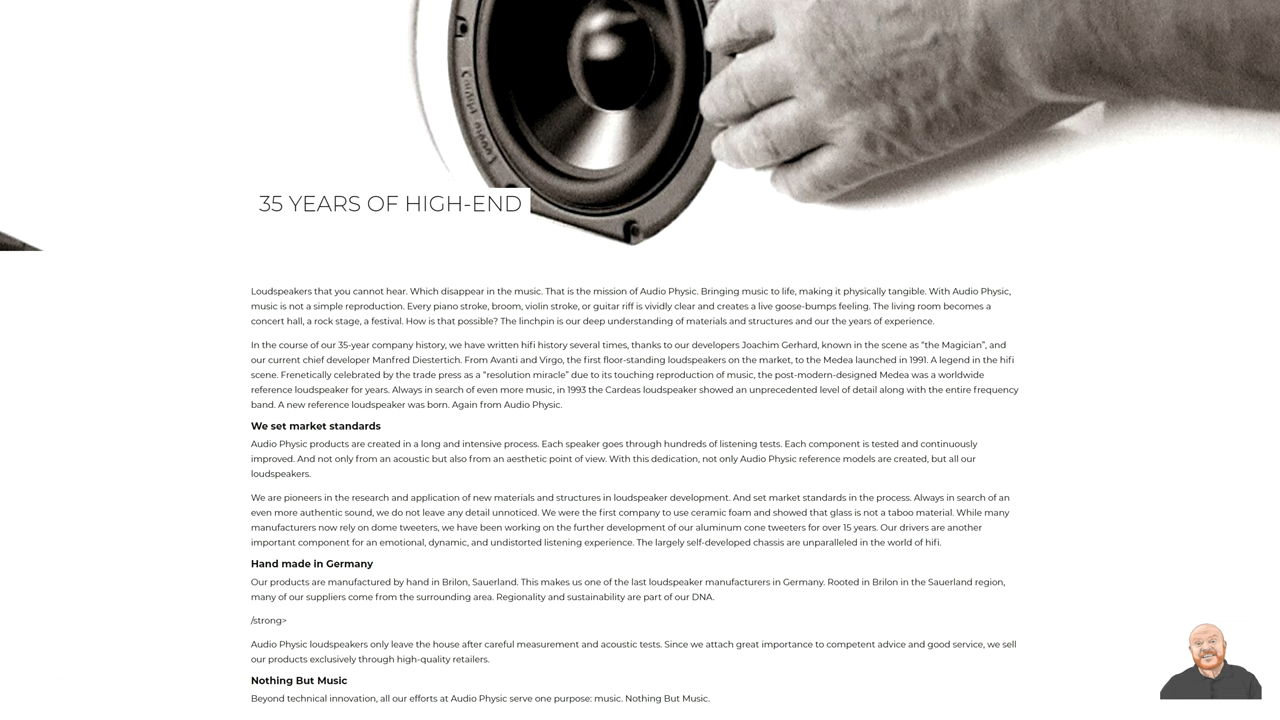 35 YEARS OF HIGH-END
Loudspeakers that you cannot hear. Which disappear in the music. That is the mission of Audio Physic. Bringing music to life, making it physically tangible. With Audio Physic,
music is not a simple reproduction. Every piano stroke, broom, violin stroke, or guitar riff is vividly clear and creates a live goose-bumps feeling. The living room becomes a
concert hall, a rock stage, a festival. How is that possible? The linchpin is our deep understanding of materials and structures and our the years of experience.
In the course of our 35-year company history, we have written hifi history several times, thanks to our developers Joachim Gerhard, known in the scene as “the Magician”, and
our current chief developer Manfred Diestertich. From Avanti and Virgo, the first floor-standing loudspeakers on the market, to the Medea launched in 1991. A legend in the hifi
scene. Frenetically celebrated by the trade press as a “resolution miracle” due to its touching reproduction of music, the post-modern-designed Medea was a worldwide
reference loudspeaker for years. Always in search of even more music, in 1993 the Cardeas loudspeaker showed an unprecedented level of detail along with the entire frequency
band. A new reference loudspeaker was born. Again from Audio Physic.
We set market standards
Audio Physic products are created in a long and intensive process. Each speaker goes through hundreds of listening tests. Each component is tested and continuously
improved. And not only from an acoustic but also from an aesthetic point of view. With this dedication, not only Audio Physic reference models are created, but all our
loudspeakers.
We are pioneers in the research and application of new materials and structures in loudspeaker development. And set market standards in the process. Always in search of an
even more authentic sound, we do not leave any detail unnoticed. We were the first company to use ceramic foam and showed that glass is not a taboo material. While many
manufacturers now rely on dome tweeters, we have been working on the further development of our aluminum cone tweeters for over 15 years. Our drivers are another
important component for an emotional, dynamic, and undistorted listening experience. The largely self-developed chassis are unparalleled in the world of hifi.
Hand made in Germany
Our products are manufactured by hand in Brilon, Sauerland. This makes us one of the last loudspeaker manufacturers in Germany. Rooted in Brilon in the Sauerland region,
many of our suppliers come from the surrounding area. Regionality and sustainability are part of our DNA.
/strong>
Audio Physic loudspeakers only leave the house after careful measurement and acoustic tests. Since we attach great importance to competent advice and good service, we sell
our products exclusively through high-quality retailers.
Nothing But Music
Beyond technical innovation, all our efforts at Audio Physic serve one purpose: music. Nothing But Music.